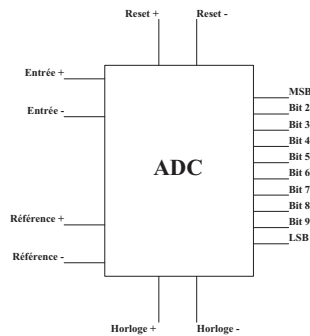 Reset +
Reset -
Entrée +
Entrée -
MSB
Bit 2
Bit 3
Bit 4
Bit 5
Bit 6
Bit 7
Bit 8
Bit 9
LSB
ADC
Référence +
Référence -
Horloge +
Horloge -